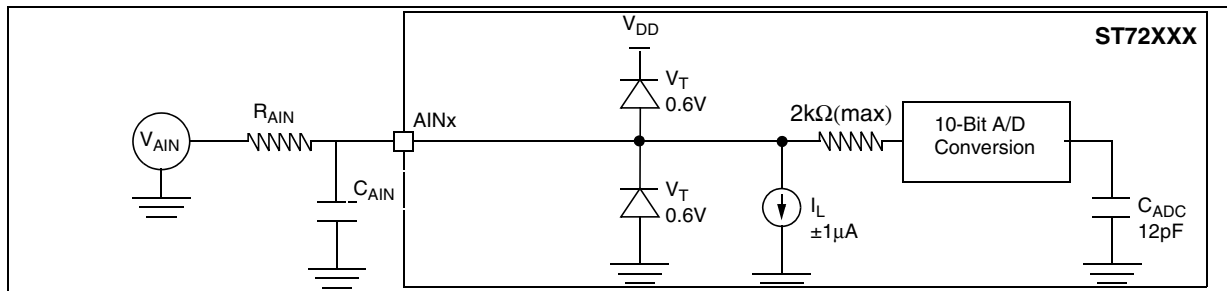 V_DD
ST72XXX
V_T
0.6V
R_AIN
AINx
2kΩ(max)
10-Bit A/D
Conversion
V_AIN
C_AIN
V_T
0.6V
I_L
±1μA
C_ADC
12pF